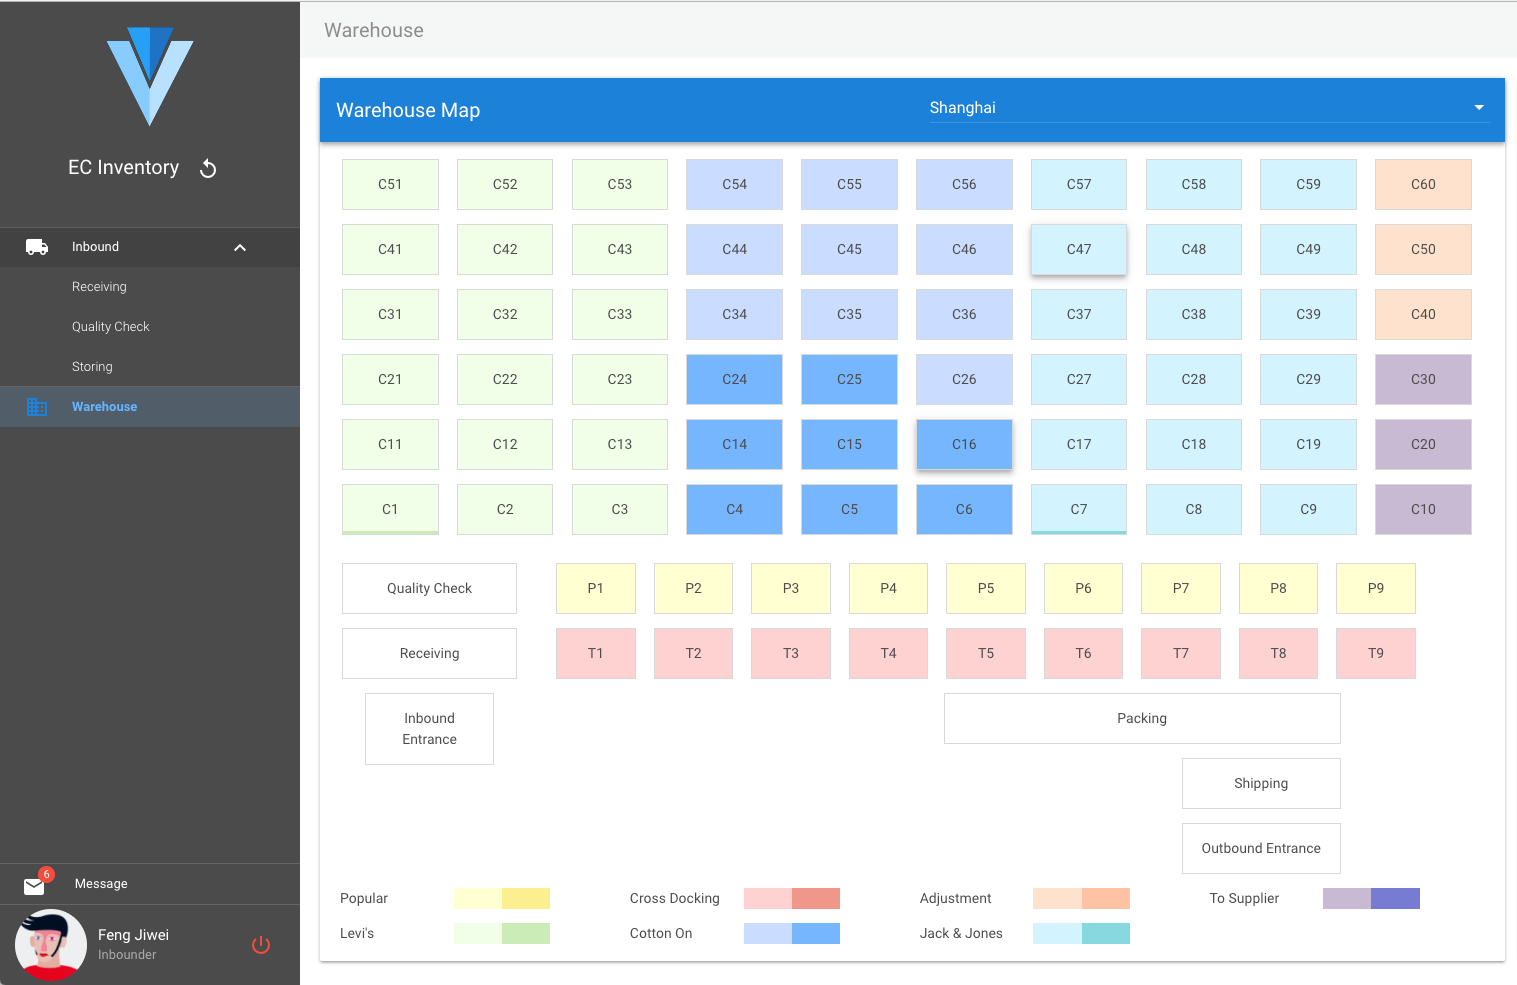 Warehouse
EC Inventory
Inbound
Receiving
Quality Check
Storing
Warehouse
6
Message
Feng Jiwei
Inbounder
Warehouse Map
Shanghai
C51 C52 C53 C54 C55 C56 C57 C58 C59 C60
C41 C42 C43 C44 C45 C46 C47 C48 C49 C50
C31 C32 C33 C34 C35 C36 C37 C38 C39 C40
C21 C22 C23 C24 C25 C26 C27 C28 C29 C30
C11 C12 C13 C14 C15 C16 C17 C18 C19 C20
C1 C2 C3 C4 C5 C6 C7 C8 C9 C10
Quality Check P1 P2 P3 P4 P5 P6 P7 P8 P9
Receiving T1 T2 T3 T4 T5 T6 T7 T8 T9
Inbound
Entrance
Packing
Shipping
Outbound Entrance
Popular Cross Docking Adjustment To Supplier
Levi's Cotton On Jack & Jones